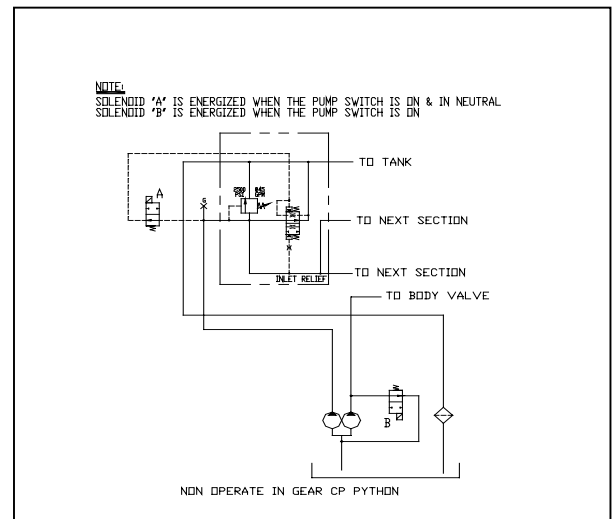 NOTE:
SOLENOID "A" IS ENERGIZED WHEN THE PUMP SWITCH IS ON & IN NEUTRAL
SOLENOID "B" IS ENERGIZED WHEN THE PUMP SWITCH IS ON
TO TANK
A
G
PSI
GPM
TO NEXT SECTION
TO NEXT SECTION
INLET RELIEF
TO BODY VALVE
B
NON OPERATE IN GEAR CP PYTHON